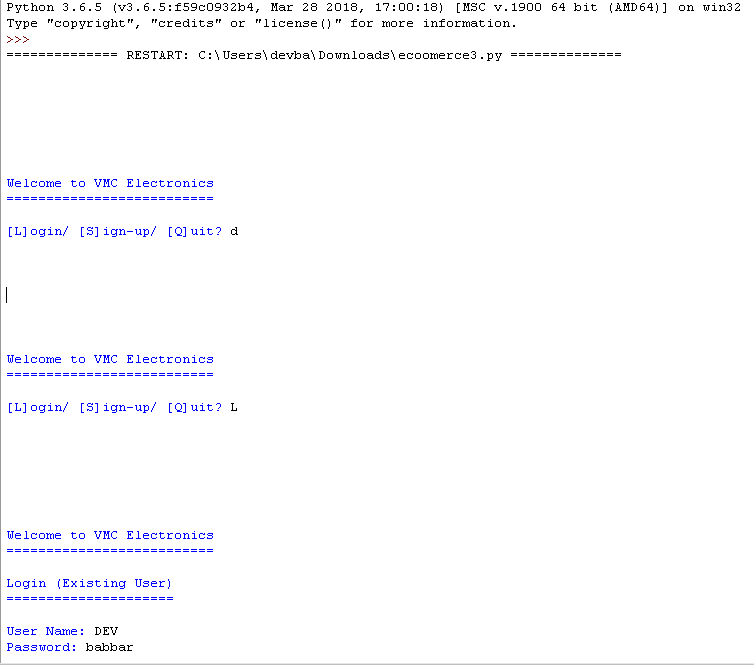 Python 3.6.5 (v3.6.5:f59c0932b4, Mar 28 2018, 17:00:18) [MSC v.1900 64 bit (AMD64)] on win32
Type "copyright", "credits" or "license()" for more information.
>>>
============== RESTART: C:\Users\devba\Downloads\ecoomerce3.py ==============
Welcome to VMC Electronics
==========================
[L]ogin/ [S]ign-up/ [Q]uit? d
Welcome to VMC Electronics
==========================
[L]ogin/ [S]ign-up/ [Q]uit? L
Welcome to VMC Electronics
==========================
Login (Existing User)
=====================
User Name: DEV
Password: babbar